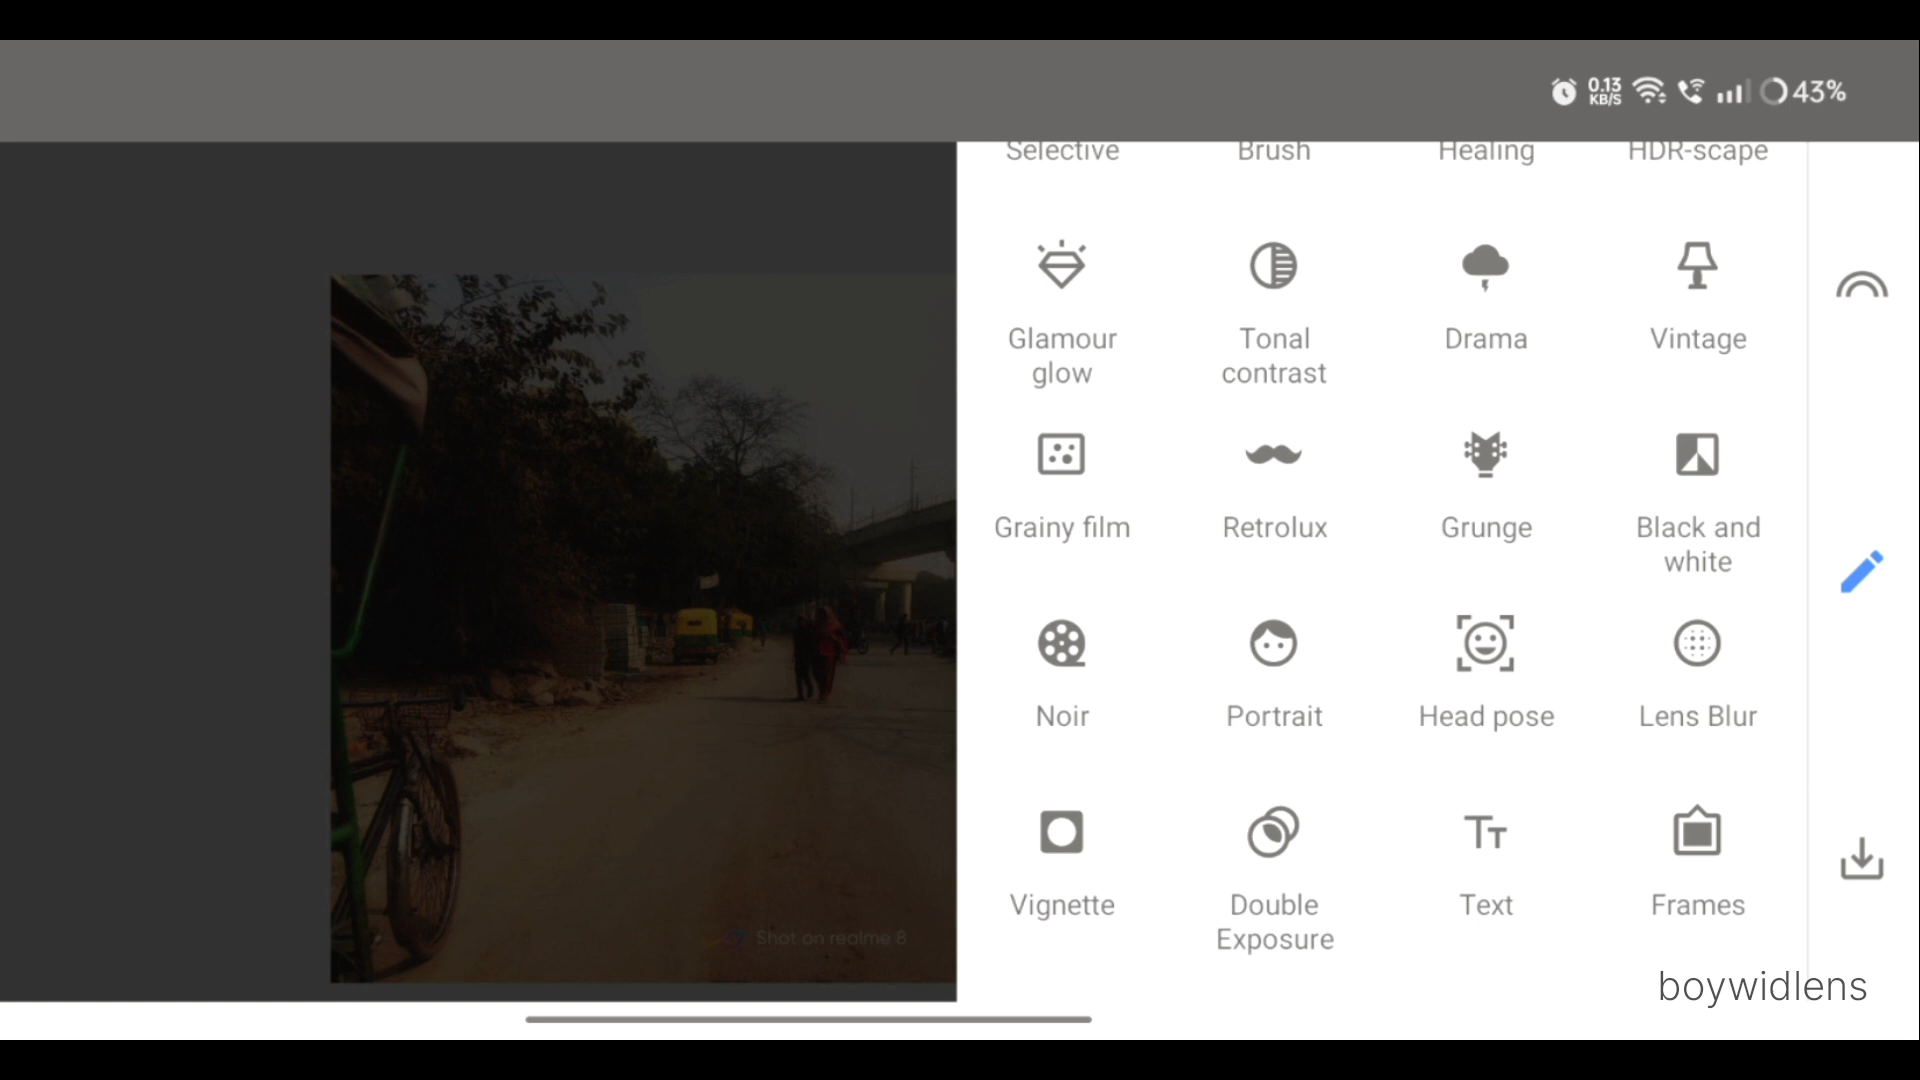 0.13
KB/S
43%
Selective Brush Healing HDR-scape
Glamour
glow
Tonal
contrast
Drama
Vintage
Grainy film
Retrolux
Grunge
Black and
white
Noir
Portrait
Head pose
Lens Blur
Vignette
Double
Exposure
Text
Frames
Shot on realme 8
boywidlens